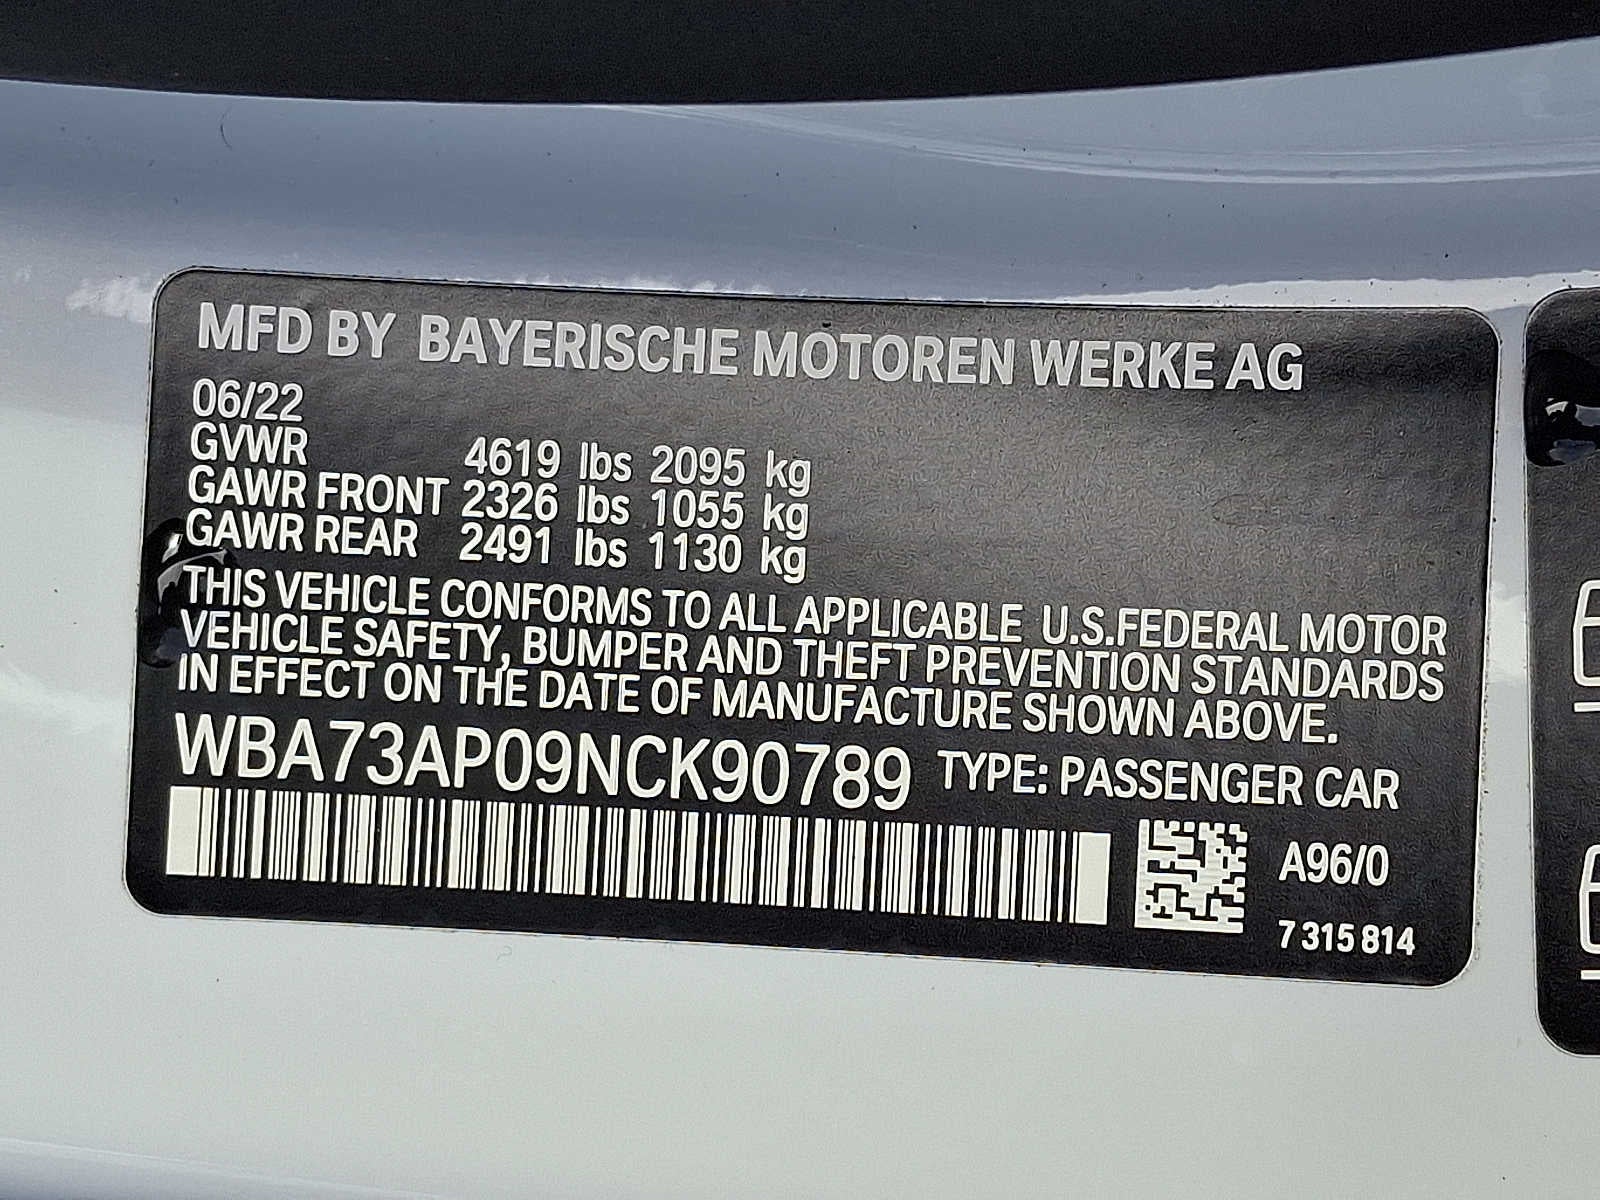 MFD BY BAYERISCHE MOTOREN WERKE AG
06/22
GVWR 4619 lbs 2095 kg
GAWR FRONT 2326 lbs 1055 kg
GAWR REAR 2491 lbs 1130 kg
THIS VEHICLE CONFORMS TO ALL APPLICABLE U.S.FEDERAL MOTOR
VEHICLE SAFETY, BUMPER AND THEFT PREVENTION STANDARDS
IN EFFECT ON THE DATE OF MANUFACTURE SHOWN ABOVE.
WBA73AP09NCK90789 TYPE: PASSENGER CAR
A96/0
7 315 814